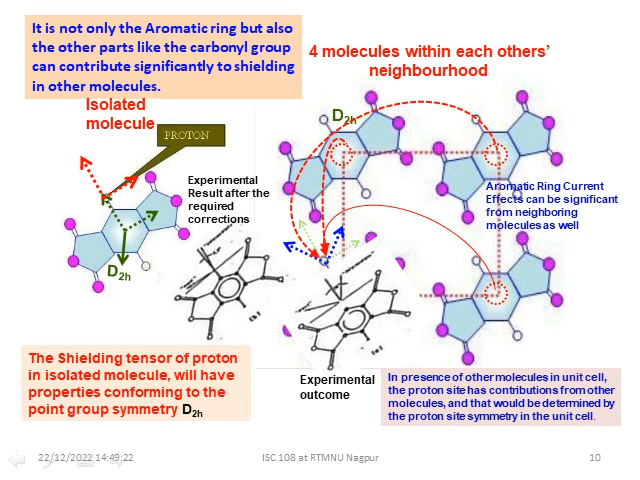 It is not only the Aromatic ring but also
the other parts like the carbonyl group
can contribute significantly to shielding
in other molecules.
4 molecules within each others’
neighbourhood
Isolated
molecule
PROTON
D2h
Experimental
Result after the
required
corrections
Aromatic Ring Current
Effects can be significant
from neighboring
molecules as well
D2h
The Shielding tensor of proton
in isolated molecule, will have
properties conforming to the
point group symmetry D2h
Experimental
outcome
In presence of other molecules in unit cell,
the proton site has contributions from other
molecules, and that would be determined by
the proton site symmetry in the unit cell.
22/12/2022 14:49:22
ISC 108 at RTMNU Nagpur
10